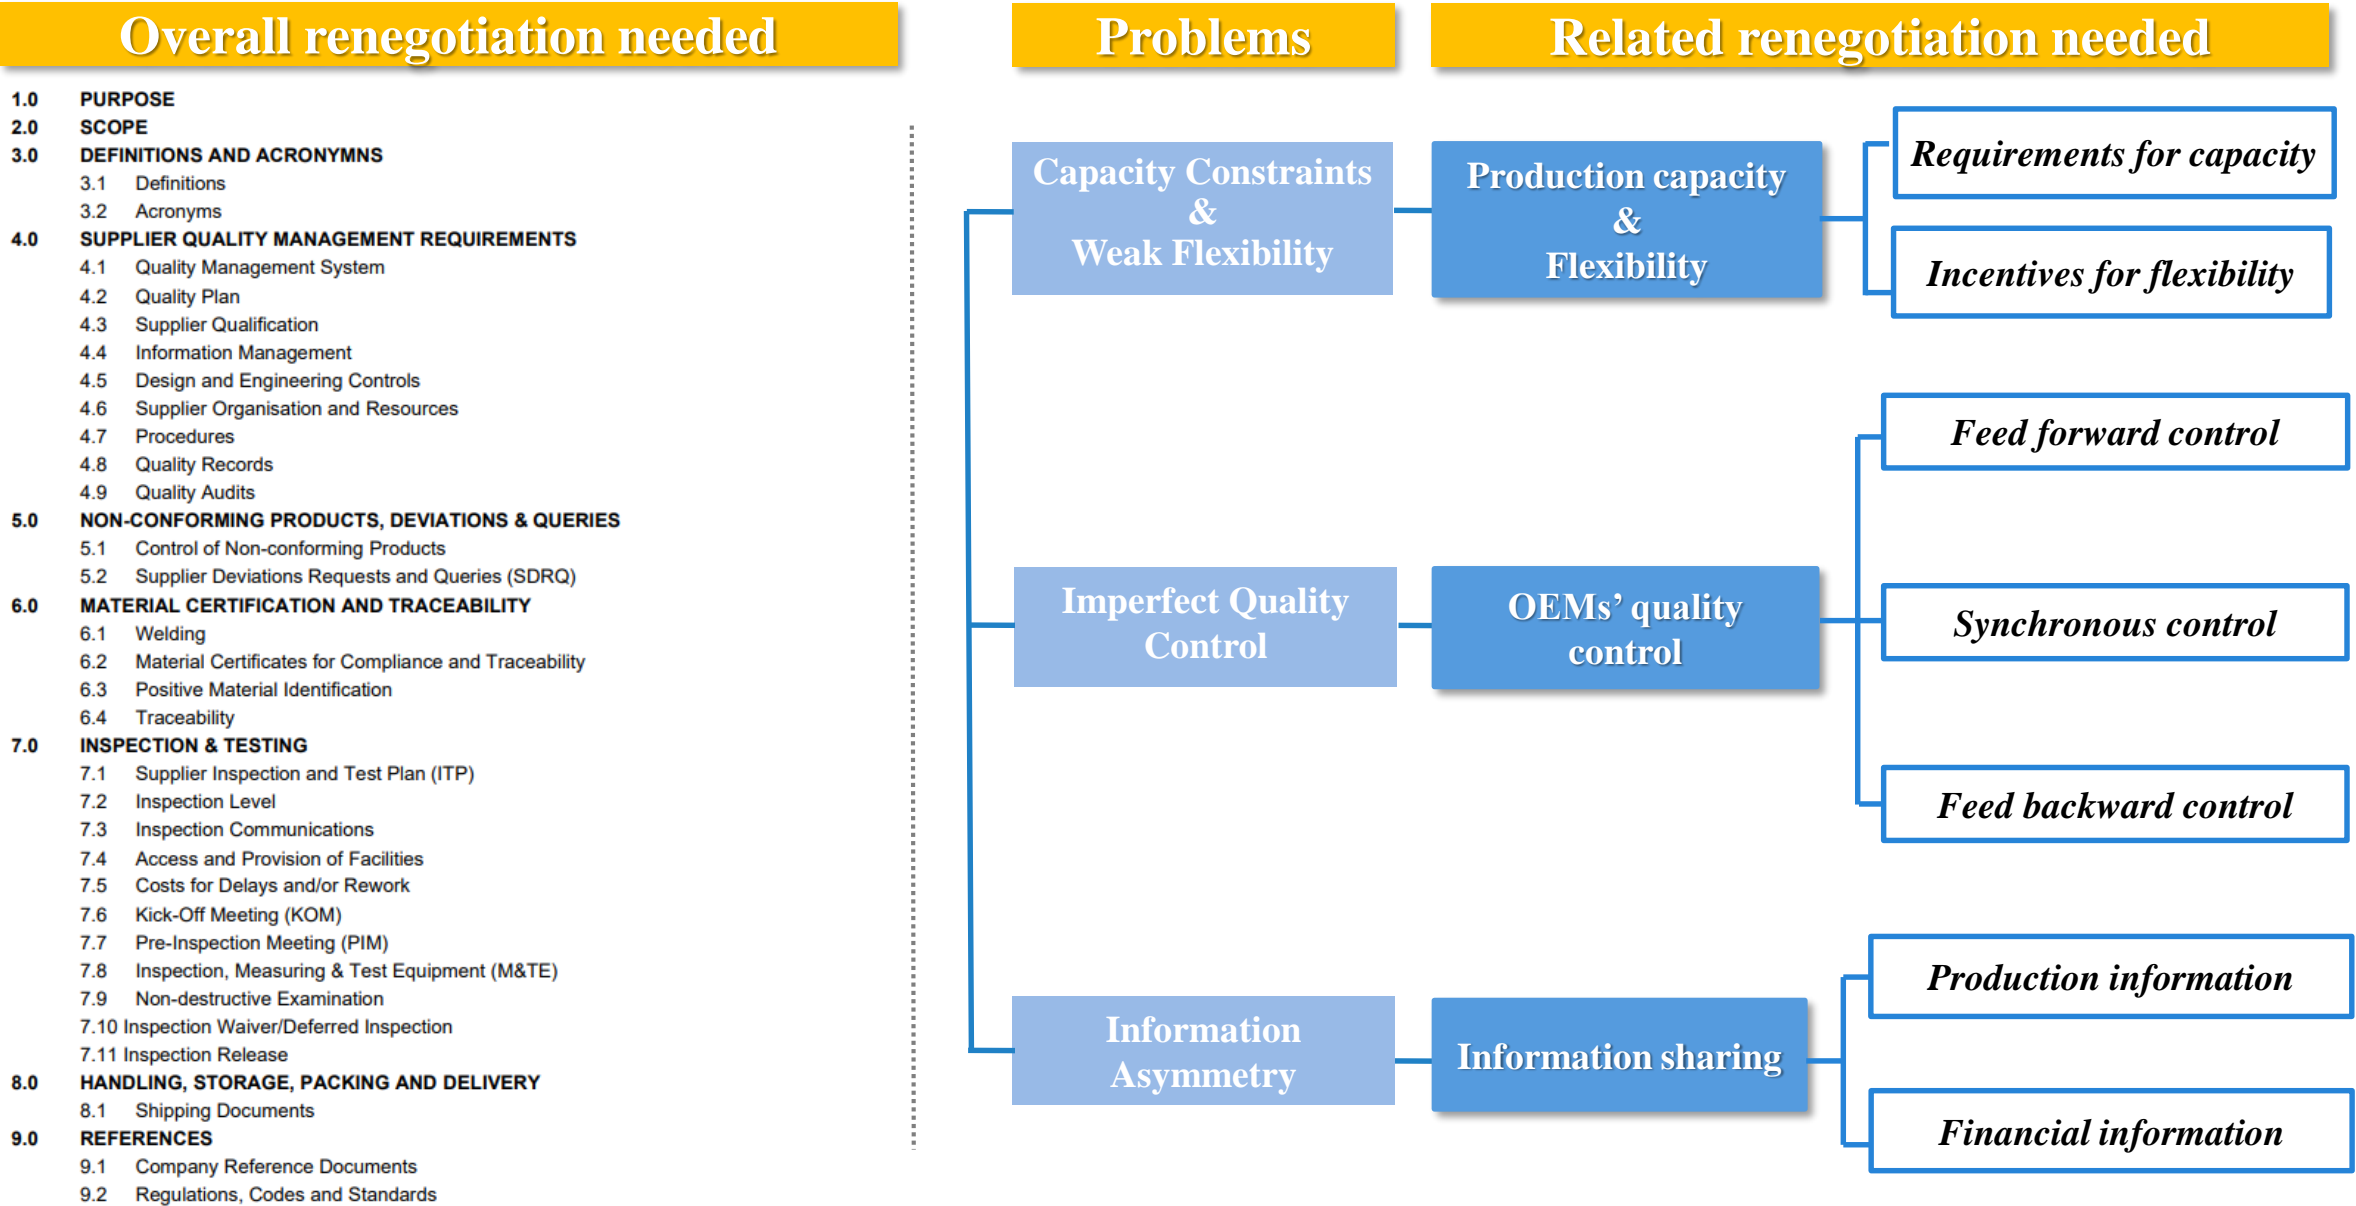 Overall renegotiation needed
1.0 PURPOSE
2.0 SCOPE
3.0 DEFINITIONS AND ACRONYMNS
3.1 Definitions
3.2 Acronyms
4.0 SUPPLIER QUALITY MANAGEMENT REQUIREMENTS
4.1 Quality Management System
4.2 Quality Plan
4.3 Supplier Qualification
4.4 Information Management
4.5 Design and Engineering Controls
4.6 Supplier Organisation and Resources
4.7 Procedures
4.8 Quality Records
4.9 Quality Audits
5.0 NON-CONFORMING PRODUCTS, DEVIATIONS & QUERIES
5.1 Control of Non-conforming Products
5.2 Supplier Deviations Requests and Queries (SDRQ)
6.0 MATERIAL CERTIFICATION AND TRACEABILITY
6.1 Welding
6.2 Material Certificates for Compliance and Traceability
6.3 Positive Material Identification
6.4 Traceability
7.0 INSPECTION & TESTING
7.1 Supplier Inspection and Test Plan (ITP)
7.2 Inspection Level
7.3 Inspection Communications
7.4 Access and Provision of Facilities
7.5 Costs for Delays and/or Rework
7.6 Kick-Off Meeting (KOM)
7.7 Pre-Inspection Meeting (PIM)
7.8 Inspection, Measuring & Test Equipment (M&TE)
7.9 Non-destructive Examination
7.10 Inspection Waiver/Deferred Inspection
7.11 Inspection Release
8.0 HANDLING, STORAGE, PACKING AND DELIVERY
8.1 Shipping Documents
9.0 REFERENCES
9.1 Company Reference Documents
9.2 Regulations, Codes and Standards
Problems
Related renegotiation needed
Capacity Constraints
&
Weak Flexibility
Production capacity
&
Flexibility
Requirements for capacity
Incentives for flexibility
Imperfect Quality
Control
OEMs’ quality
control
Feed forward control
Synchronous control
Feed backward control
Information
Asymmetry
Information sharing
Production information
Financial information